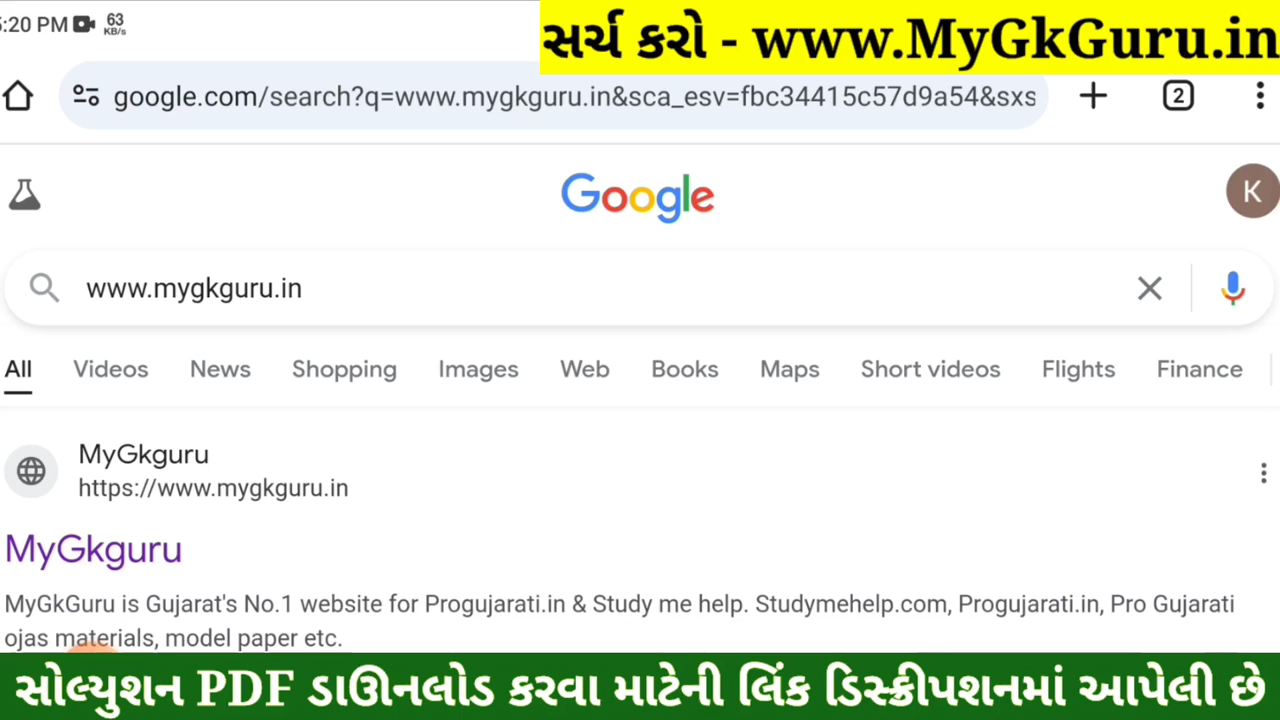 5:20 PM 63 KB/s
સર્ચ કરો - www.MyGkGuru.in
google.com/search?q=www.mygkguru.in&sca_esv=fbc34415c57d9a54&sxs
2
Google
K
www.mygkguru.in
All Videos News Shopping Images Web Books Maps Short videos Flights Finance
MyGkguru
https://www.mygkguru.in
MyGkguru
MyGkGuru is Gujarat's No.1 website for Progujarati.in & Study me help. Studymehelp.com, Progujarati.in, Pro Gujarati
ojas materials, model paper etc.
સોલ્યુશન PDF ડાઊનલોડ કરવા માટેની લિંક ડિસ્ક્રીપશનમાં આપેલી છે